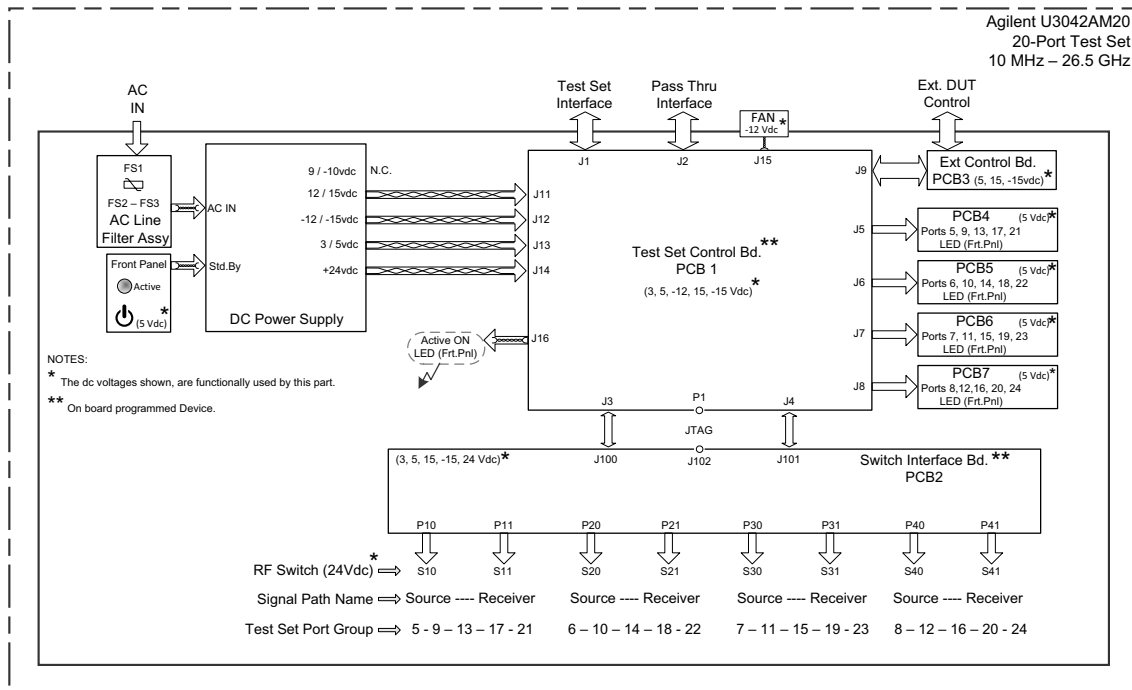 Agilent U3042AM20
20-Port Test Set
10 MHz – 26.5 GHz
AC
IN
Test Set
Interface
Pass Thru
Interface
FAN *
-12 Vdc
Ext. DUT
Control
FS1
FS2 – FS3
AC Line
Filter Assy
AC IN
Front Panel
Active
(5 Vdc) *
Std.By
9 / -10vdc N.C.
12 / 15vdc
-12 / -15vdc
3 / 5vdc
+24vdc
DC Power Supply
J1
J2
J15
J11
J12
J13
J14
J16
J9
J5
J6
J7
J8
Test Set Control Bd. **
PCB 1
(3, 5, -12, 15, -15 Vdc) *
J3
P1
J4
Ext Control Bd.
PCB3 (5, 15, -15vdc) *
PCB4 (5 Vdc) *
Ports 5, 9, 13, 17, 21
LED (Frt.Pnl)
PCB5 (5 Vdc) *
Ports 6, 10, 14, 18, 22
LED (Frt.Pnl)
PCB6 (5 Vdc) *
Ports 7, 11, 15, 19, 23
LED (Frt.Pnl)
PCB7 (5 Vdc) *
Ports 8,12,16, 20, 24
LED (Frt.Pnl)
Active ON
LED (Frt.Pnl)
NOTES:
* The dc voltages shown, are functionally used by this part.
** On board programmed Device.
JTAG
(3, 5, 15, -15, 24 Vdc) *
J100
J102
J101
Switch Interface Bd. **
PCB2
P10 P11 P20 P21 P30 P31 P40 P41
RF Switch (24Vdc) * S10 S11 S20 S21 S30 S31 S40 S41
Signal Path Name Source ---- Receiver Source ---- Receiver Source ---- Receiver Source ---- Receiver
Test Set Port Group 5 - 9 – 13 – 17 - 21 6 – 10 – 14 – 18 - 22 7 – 11 – 15 – 19 - 23 8 – 12 – 16 – 20 – 24